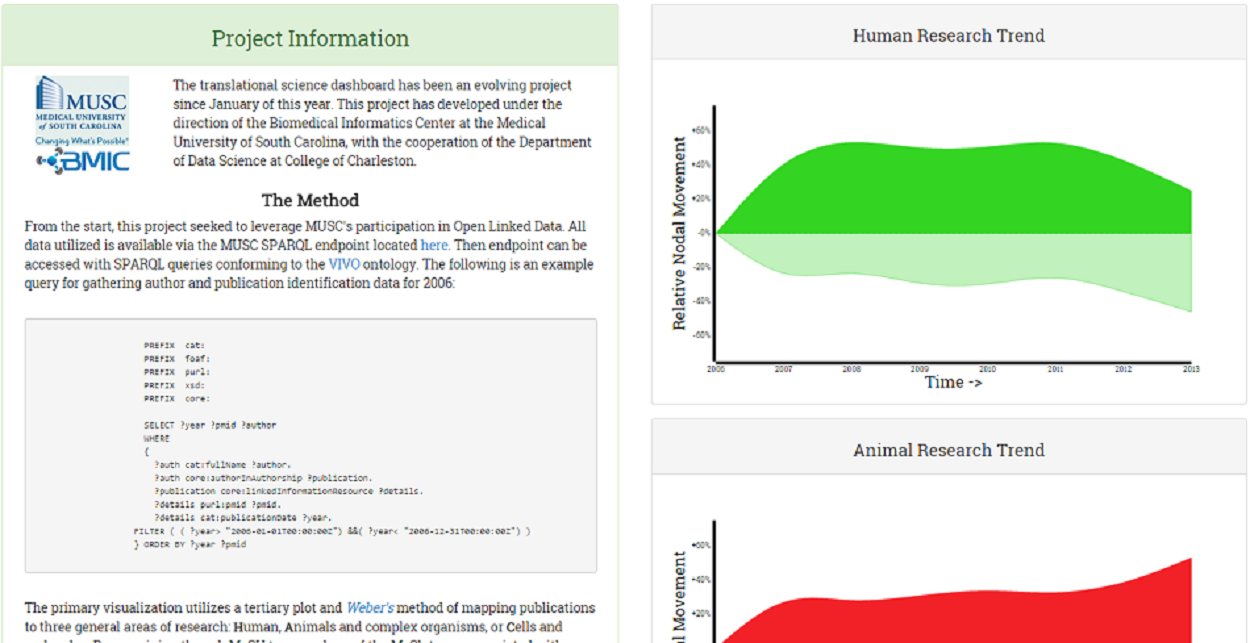 Project Information
MUSC
MEDICAL UNIVERSITY
of SOUTH CAROLINA
Changing What's Possible
BMIC
The translational science dashboard has been an evolving project
since January of this year. This project has developed under the
direction of the Biomedical Informatics Center at the Medical
University of South Carolina, with the cooperation of the Department
of Data Science at College of Charleston.
The Method
From the start, this project seeked to leverage MUSC's participation in Open Linked Data. All
data utilized is available via the MUSC SPARQL endpoint located here. Then endpoint can be
accessed with SPARQL queries conforming to the VIVO ontology. The following is an example
query for gathering author and publication identification data for 2006:
PREFIX cat:
PREFIX foaf:
PREFIX purl:
PREFIX xsd:
PREFIX core:
SELECT ?year ?pmid ?author
WHERE
{
?auth cat:fullName ?author.
?auth core:authorInAuthorship ?publication.
?publication core:linkedInformationResource ?details.
?details purl:pmid ?pmid.
?details cat:publicationDate ?year.
FILTER ( ( ?year> "2006-01-01T00:00:00Z") &&( ?year< "2006-12-31T00:00:00Z") )
} ORDER BY ?year ?pmid
The primary visualization utilizes a tertiary plot and Weber's method of mapping publications
to three general areas of research: Human, Animals and complex organisms, or Cells and
Human Research Trend
Relative Nodal Movement
+60%
+40%
+20%
-0%
-20%
-40%
-60%
2006 2007 2008 2009 2010 2011 2012 2013
Time ->
Animal Research Trend
Movement
+60%
+40%
+20%